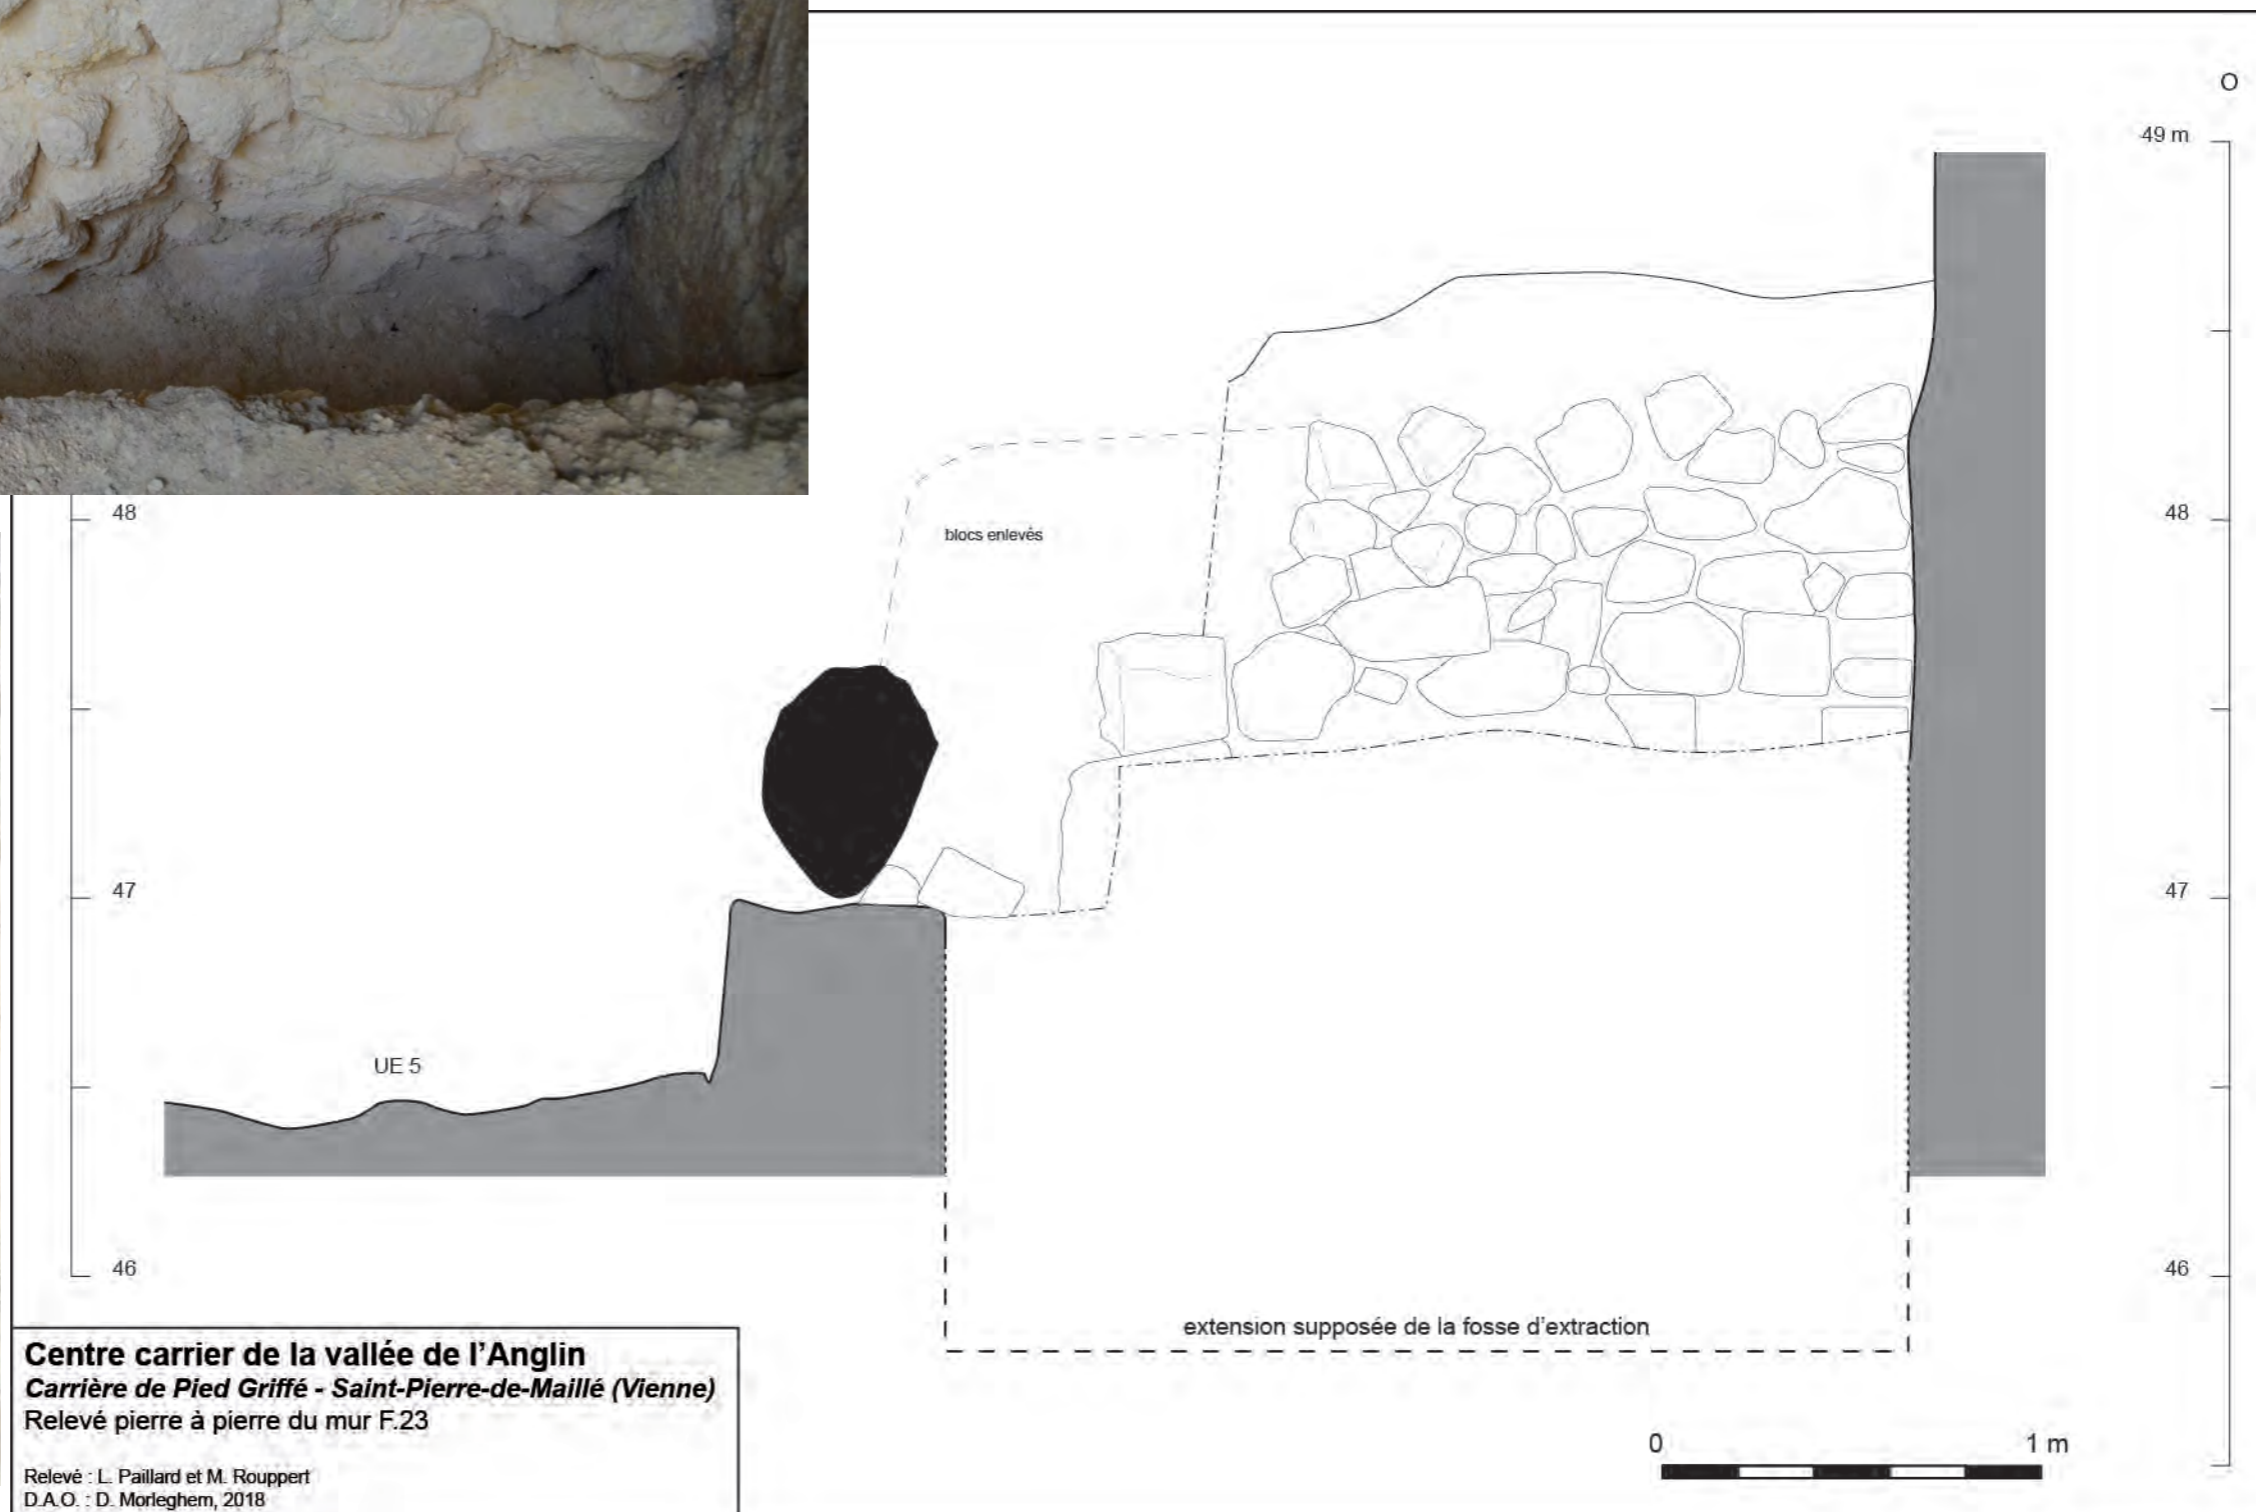 O
49 m
48
48
blocs enlevés
47
47
UE 5
46
46
extension supposée de la fosse d'extraction
Centre carrier de la vallée de l'Anglin
Carrière de Pied Griffé - Saint-Pierre-de-Maillé (Vienne)
Relevé pierre à pierre du mur F.23
0 1 m
Relevé : L. Paillard et M. Rouppert
D.A.O. : D. Morleghem, 2018